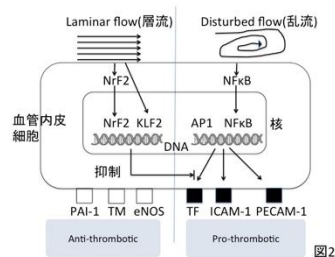 Laminar flow(層流)
Disturbed flow(乱流)
NrF2
NFκB
血管内皮
細胞
NrF2 KLF2
AP1 NFκB
核
DNA
抑制
PAI-1 TM eNOS
TF ICAM-1 PECAM-1
Anti-thrombotic
Pro-thrombotic
図2